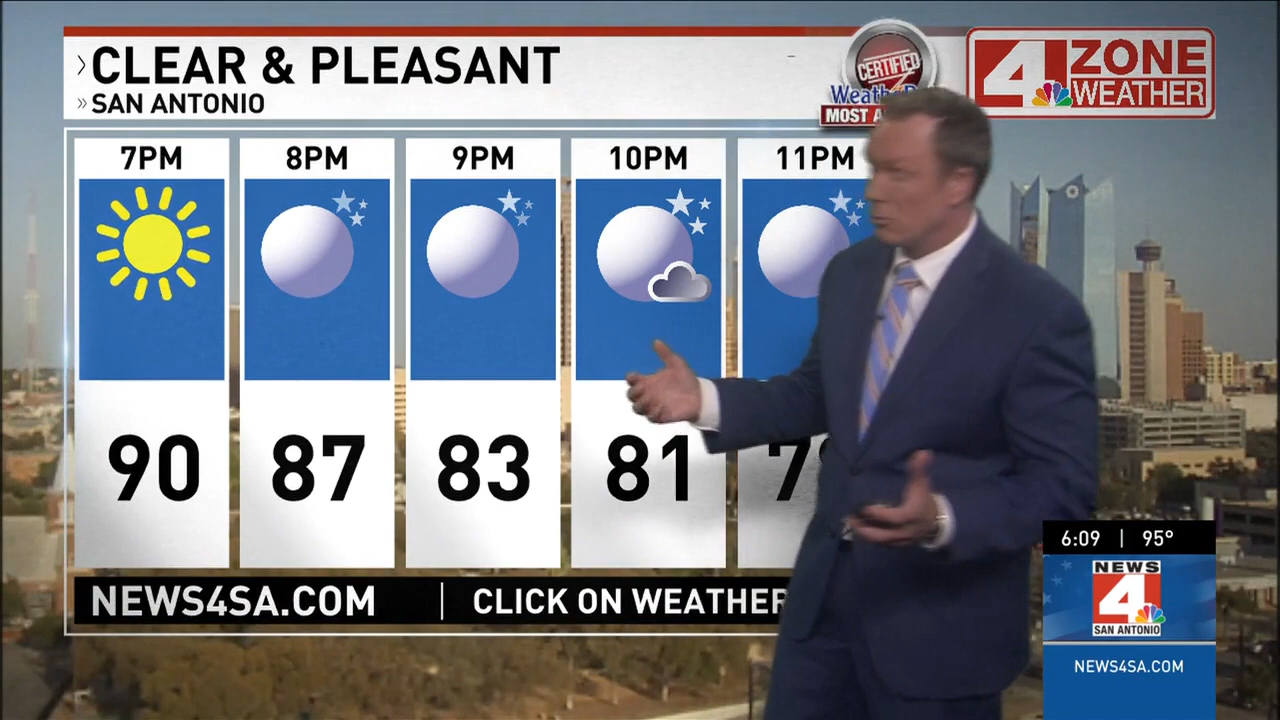 CLEAR & PLEASANT
SAN ANTONIO
CERTIFIED
MOST
4 ZONE
WEATHER
7PM 8PM 9PM 10PM 11PM
90 87 83 81
NEWS4SA.COM | CLICK ON WEATHER
6:09 | 95°
NEWS
4
SAN ANTONIO
NEWS4SA.COM